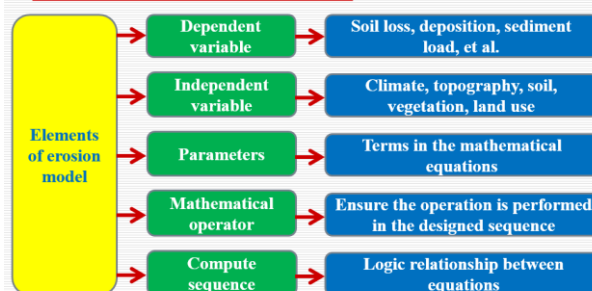 Dependent
variable
Soil loss, deposition, sediment
load, et al.
Independent
variable
Climate, topography, soil,
vegetation, land use
Elements
of erosion
model
Parameters
Terms in the mathematical
equations
Mathematical
operator
Ensure the operation is performed
in the designed sequence
Compute
sequence
Logic relationship between
equations